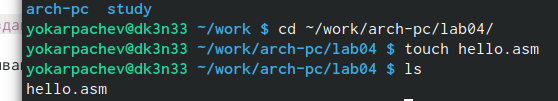 arch-pc  study
yokarpachev@dk3n33 ~/work $ cd ~/work/arch-pc/lab04/
yokarpachev@dk3n33 ~/work/arch-pc/lab04 $ touch hello.asm
yokarpachev@dk3n33 ~/work/arch-pc/lab04 $ ls
hello.asm